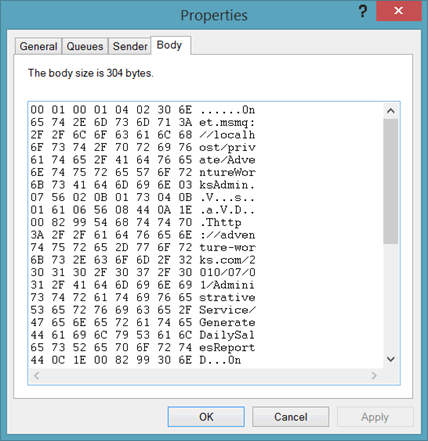 Properties
?
General Queues Sender Body
The body size is 304 bytes.
00 01 00 01 04 02 30 6E ......0n
65 74 2E 6D 73 6D 71 3A et.msmq:
2F 2F 6C 6F 63 61 6C 68 //localh
6F 73 74 2F 70 72 69 76 ost/priv
61 74 65 2F 41 64 76 65 ate/Adve
6E 74 75 72 65 57 6F 72 ntureWor
6B 73 41 64 6D 69 6E 03 ksAdmin.
07 56 02 0B 01 73 04 0B .V...s..
01 61 06 56 08 44 0A 1E .a.V.D..
00 82 99 54 68 74 74 70 .Thttp
3A 2F 2F 61 64 76 65 6E ://adven
74 75 72 65 2D 77 6F 72 ture-wor
6B 73 2E 63 6F 6D 2F 32 ks.com/2
30 31 30 2F 30 37 2F 30 010/07/0
31 2F 41 64 6D 69 6E 69 1/Admini
73 74 72 61 74 69 76 65 strative
53 65 72 76 69 63 65 2F Service/
47 65 6E 65 72 61 74 65 Generate
44 61 69 6C 79 53 61 6C DailySal
65 73 52 65 70 6F 72 74 esReport
44 0C 1E 00 82 99 30 6E D...0n
OK Cancel Apply